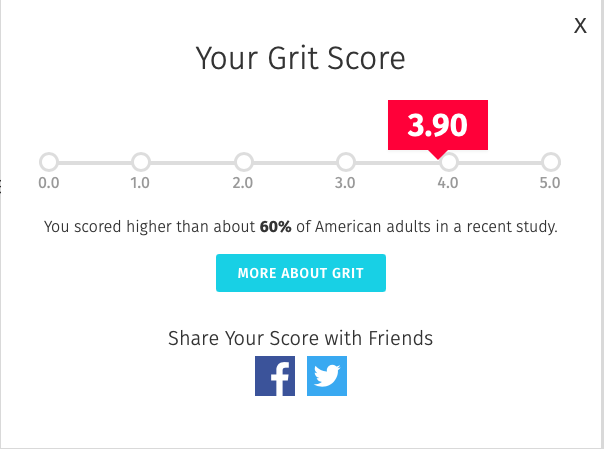 X
Your Grit Score
3.90
0.0 1.0 2.0 3.0 4.0 5.0
You scored higher than about 60% of American adults in a recent study.
MORE ABOUT GRIT
Share Your Score with Friends